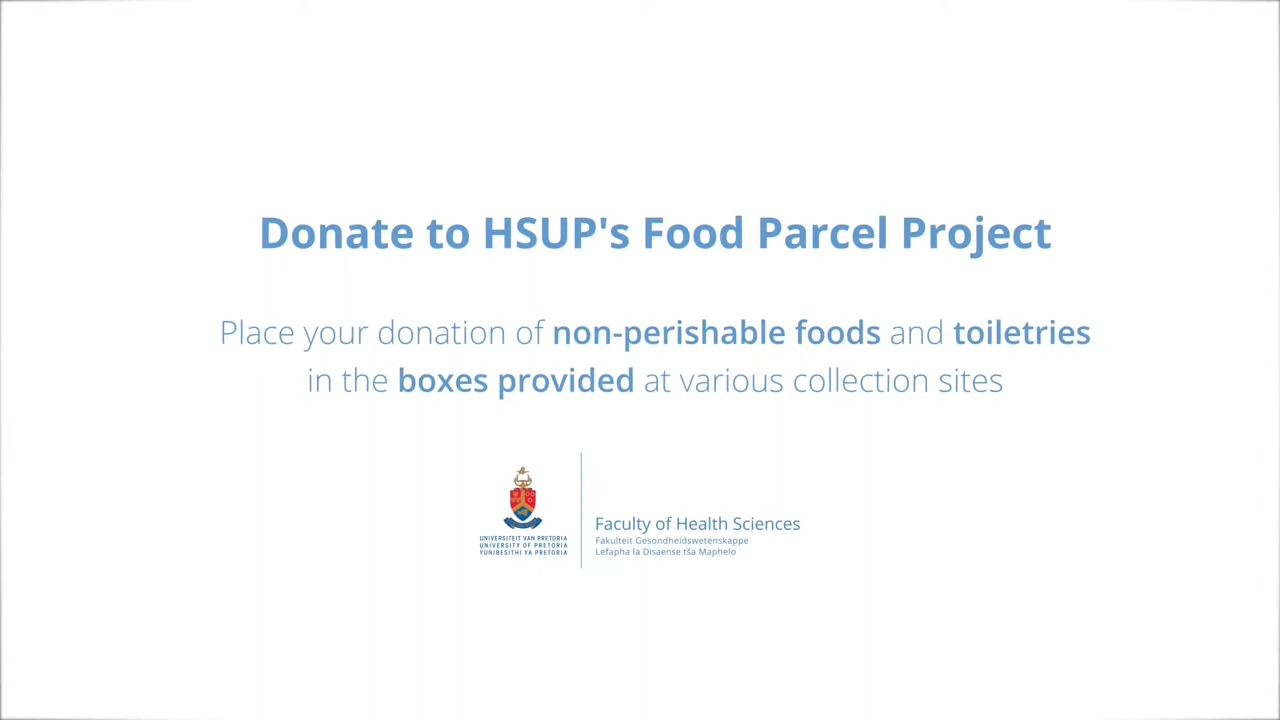 Donate to HSUP's Food Parcel Project
Place your donation of non-perishable foods and toiletries
in the boxes provided at various collection sites
UNIVERSITEIT VAN PRETORIA
UNIVERSITY OF PRETORIA
YUNIBESITHI YA PRETORIA
Faculty of Health Sciences
Fakulteit Gesondheidswetenskappe
Lefapha la Disaense tša Maphelo